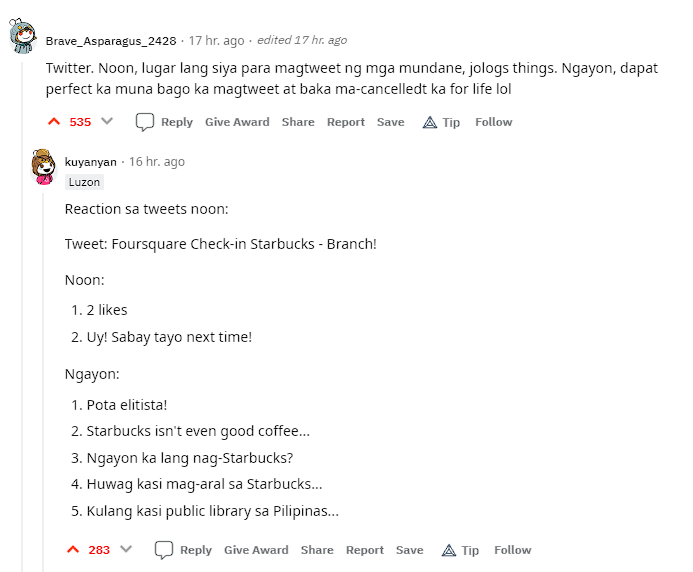 Brave_Asparagus_2428 · 17 hr. ago · edited 17 hr. ago
Twitter. Noon, lugar lang siya para magtweet ng mga mundane, jologs things. Ngayon, dapat
perfect ka muna bago ka magtweet at baka ma-cancelledt ka for life lol
535 Reply Give Award Share Report Save Tip Follow
kuyanyan · 16 hr. ago
Luzon
Reaction sa tweets noon:
Tweet: Foursquare Check-in Starbucks - Branch!
Noon:
1. 2 likes
2. Uy! Sabay tayo next time!
Ngayon:
1. Pota elitista!
2. Starbucks isn't even good coffee...
3. Ngayon ka lang nag-Starbucks?
4. Huwag kasi mag-aral sa Starbucks...
5. Kulang kasi public library sa Pilipinas...
283 Reply Give Award Share Report Save Tip Follow